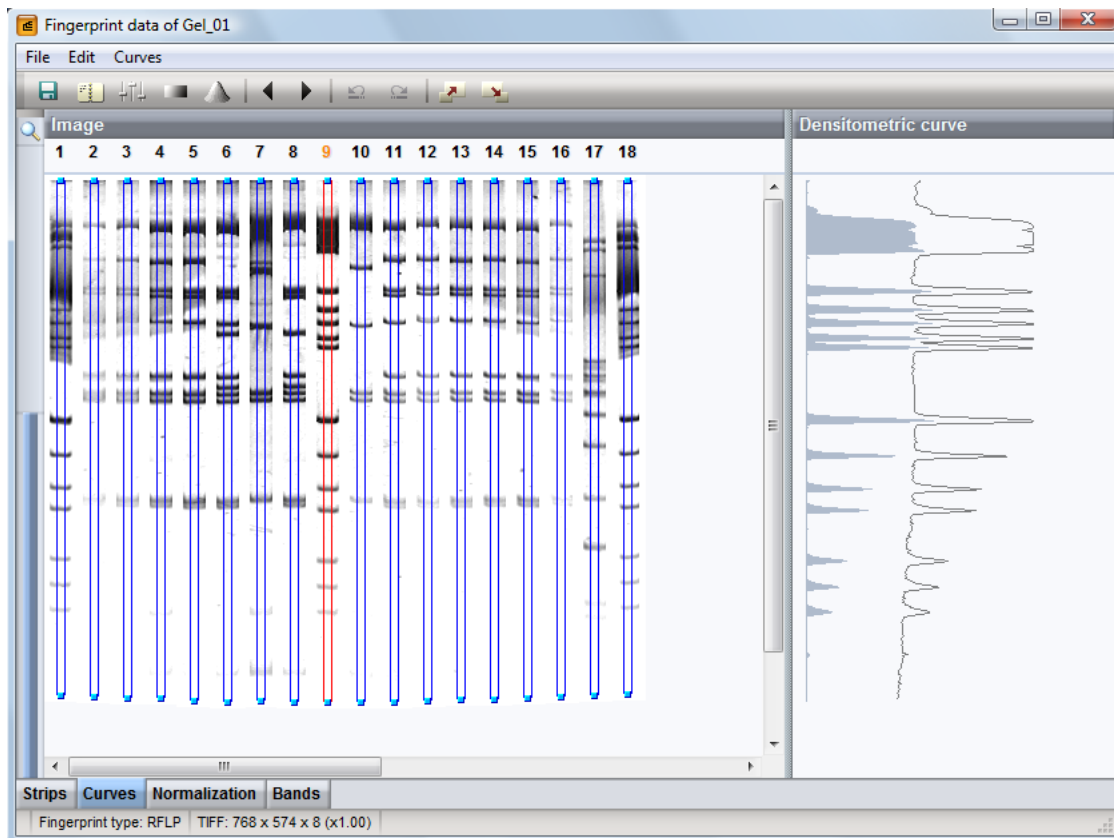 Fingerprint data of Gel_01
File Edit Curves
Image
Densitometric curve
1 2 3 4 5 6 7 8 9 10 11 12 13 14 15 16 17 18
Strips Curves Normalization Bands
Fingerprint type: RFLP TIFF: 768 x 574 x 8 (x1.00)